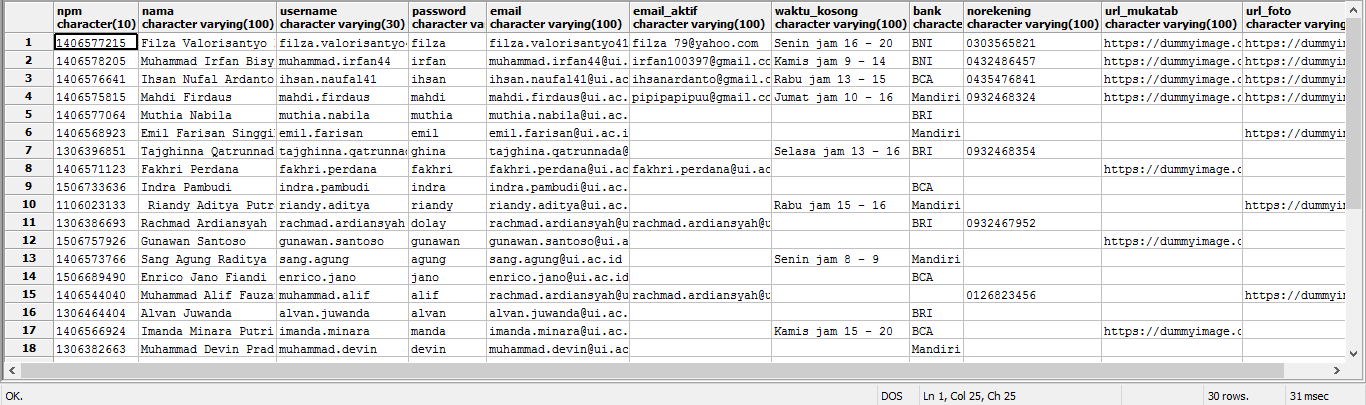 npm nama username password email email_aktif waktu_kosong bank norekening url_mukatab url_foto
character(10) character varying(100) character varying(30) character va character varying(100) character varying(100) character varying(100) characte character varying(100) character varying(100) character varying
1 1406577215 Filza Valorisantyo filza.valorisantyo filza filza.valorisantyo41 filza_79@yahoo.com Senin jam 16 - 20 BNI 0303565821 https://dummyimage.c https://dummyim
2 1406578205 Muhammad Irfan Bisy muhammad.irfan44 irfan muhammad.irfan44@ui. irfan100397@gmail.co Kamis jam 9 - 14 BNI 0432486457 https://dummyimage.c https://dummyim
3 1406576641 Ihsan Nufal Ardanto ihsan.naufal41 ihsan ihsan.naufal41@ui.ac ihsanardanto@gmail.c Rabu jam 13 - 15 BCA 0435476841 https://dummyimage.c https://dummyim
4 1406575815 Mahdi Firdaus mahdi.firdaus mahdi mahdi.firdaus@ui.ac. pipipapipuu@gmail.co Jumat jam 10 - 16 Mandiri 0932468324 https://dummyimage.c https://dummyim
5 1406577064 Muthia Nabila muthia.nabila muthia muthia.nabila@ui.ac. BRI
6 1406568923 Emil Farisan Singgi emil.farisan emil emil.farisan@ui.ac.i Mandiri https://dummyim
7 1306396851 Tajghinna Qatrunnad tajghinna.qatrunnad ghina tajghina.qatrunnada@ Selasa jam 13 - 16 BRI 0932468354
8 1406571123 Fakhri Perdana fakhri.perdana fakhri fakhri.perdana@ui.ac fakhri.perdana@ui.ac https://dummyimage.c
9 1506733636 Indra Pambudi indra.pambudi indra indra.pambudi@ui.ac. BCA
10 1106023133 Riandy Aditya Putr riandy.aditya riandy riandy.aditya@ui.ac. Rabu jam 15 - 16 Mandiri https://dummyim
11 1306386693 Rachmad Ardiansyah rachmad.ardiansyah dolay rachmad.ardiansyah@u rachmad.ardiansyah@u BRI 0932467952
12 1506757926 Gunawan Santoso gunawan.santoso gunawan gunawan.santoso@ui.a https://dummyimage.c
13 1406573766 Sang Agung Raditya sang.agung agung sang.agung@ui.ac.id Senin jam 8 - 9 Mandiri
14 1506689490 Enrico Jano Fiandi enrico.jano jano enrico.jano@ui.ac.id BCA
15 1406544040 Muhammad Alif Fauza muhammad.alif alif rachmad.ardiansyah@u rachmad.ardiansyah@u 0126823456 https://dummyim
16 1306464404 Alvan Juwanda alvan.juwanda alvan alvan.juwanda@ui.ac. BRI
17 1406566924 Imanda Minara Putri imanda.minara manda imanda.minara@ui.ac. Kamis jam 15 - 20 BCA https://dummyimage.c
18 1306382663 Muhammad Devin Prad muhammad.devin devin muhammad.devin@ui.ac Mandiri
OK. DOS Ln 1, Col 25, Ch 25 30 rows. 31 msec